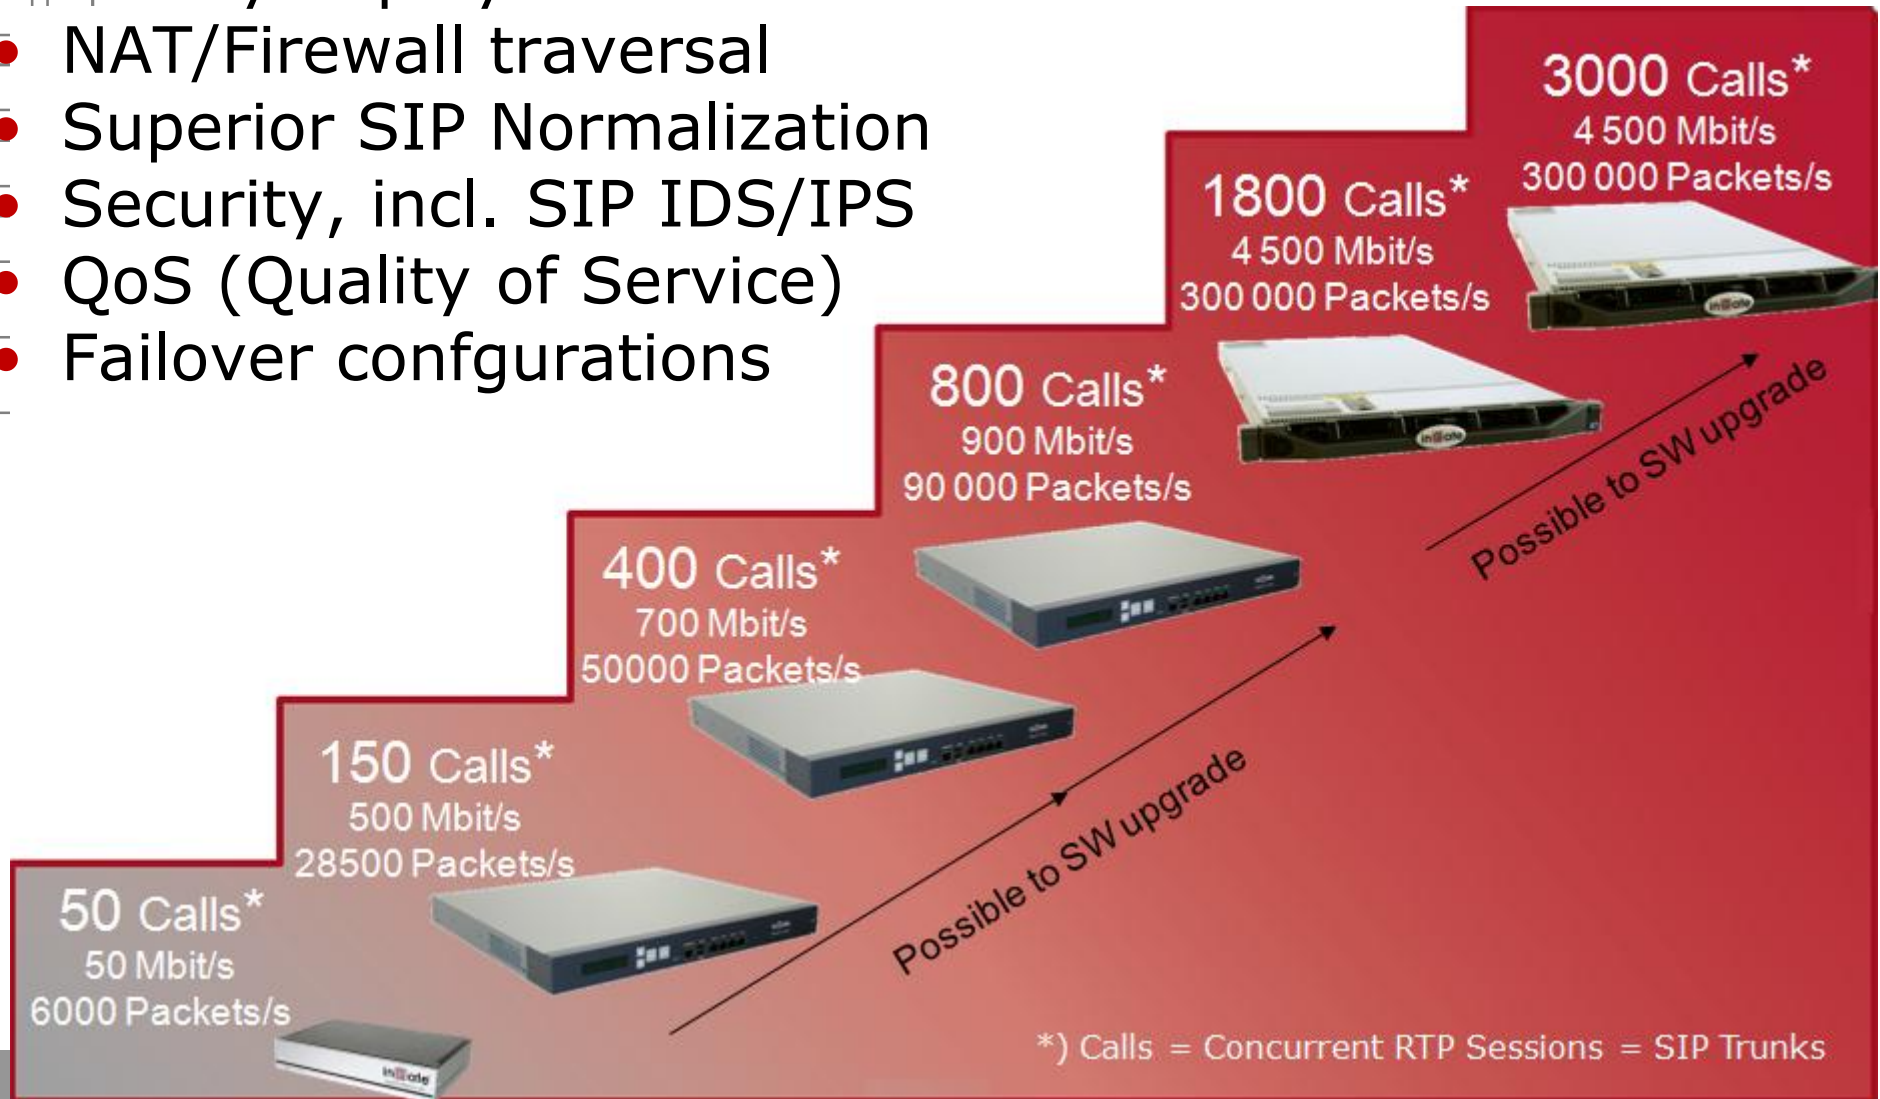 • NAT/Firewall traversal
• Superior SIP Normalization
• Security, incl. SIP IDS/IPS
• QoS (Quality of Service)
• Failover confgurations
3000 Calls*
4 500 Mbit/s
300 000 Packets/s
1800 Calls*
4 500 Mbit/s
300 000 Packets/s
800 Calls*
900 Mbit/s
90 000 Packets/s
400 Calls*
700 Mbit/s
50000 Packets/s
150 Calls*
500 Mbit/s
28500 Packets/s
50 Calls*
50 Mbit/s
6000 Packets/s
Possible to SW upgrade
Possible to SW upgrade
inGate
inGate
inGate
*) Calls = Concurrent RTP Sessions = SIP Trunks